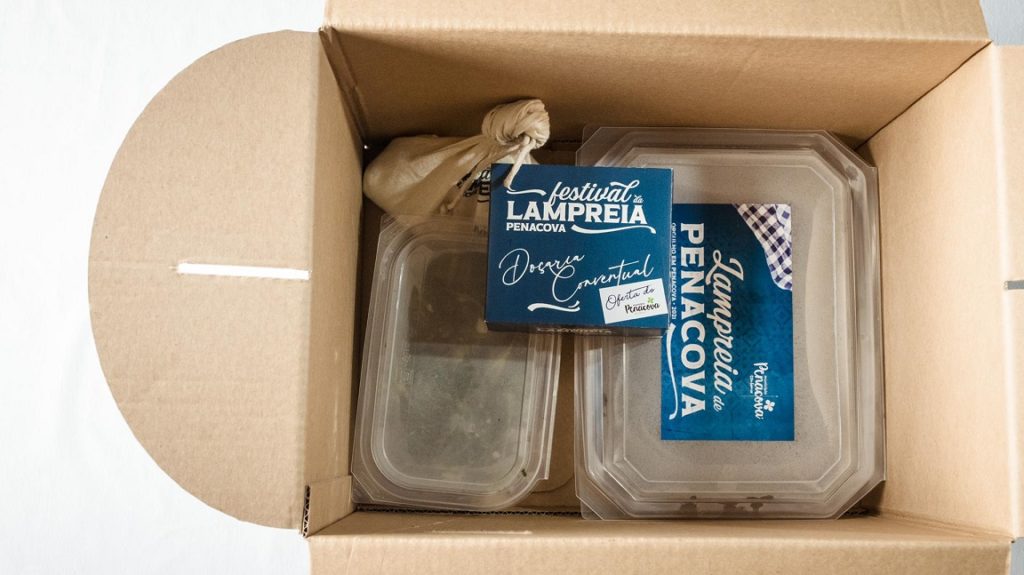 festival da
LAMPREIA
PENACOVA
Doçaria
Conventual
Oferta do
Penacova
Lampreia de
PENACOVA
Penacova